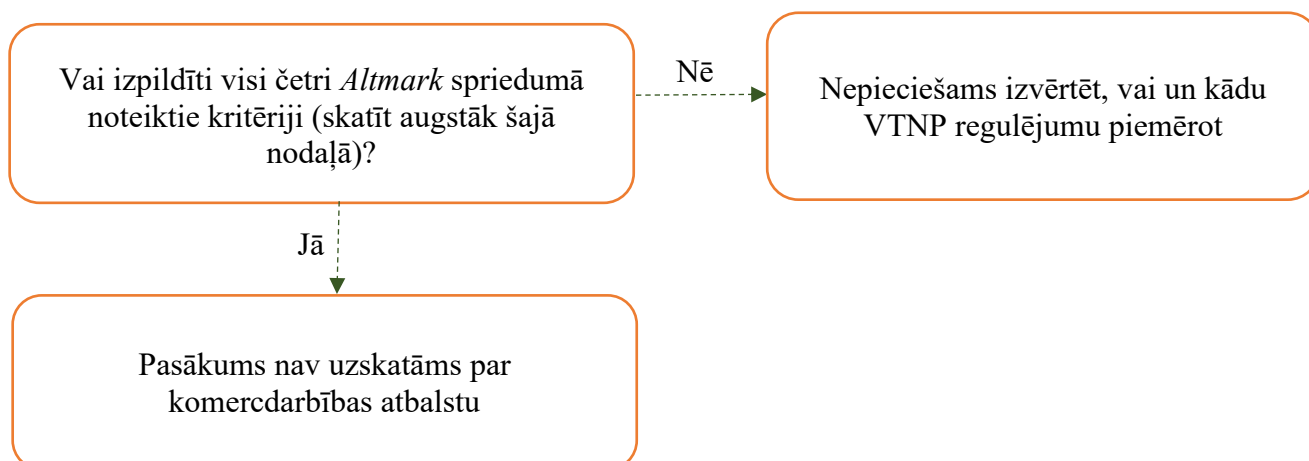 Vai izpildīti visi četri Altmark spriedumā
noteiktie kritēriji (skatīt augstāk šajā
nodaļā)?
Nē
Nepieciešams izvērtēt, vai un kādu
VTNP regulējumu piemērot
Jā
Pasākums nav uzskatāms par
komercdarbības atbalstu